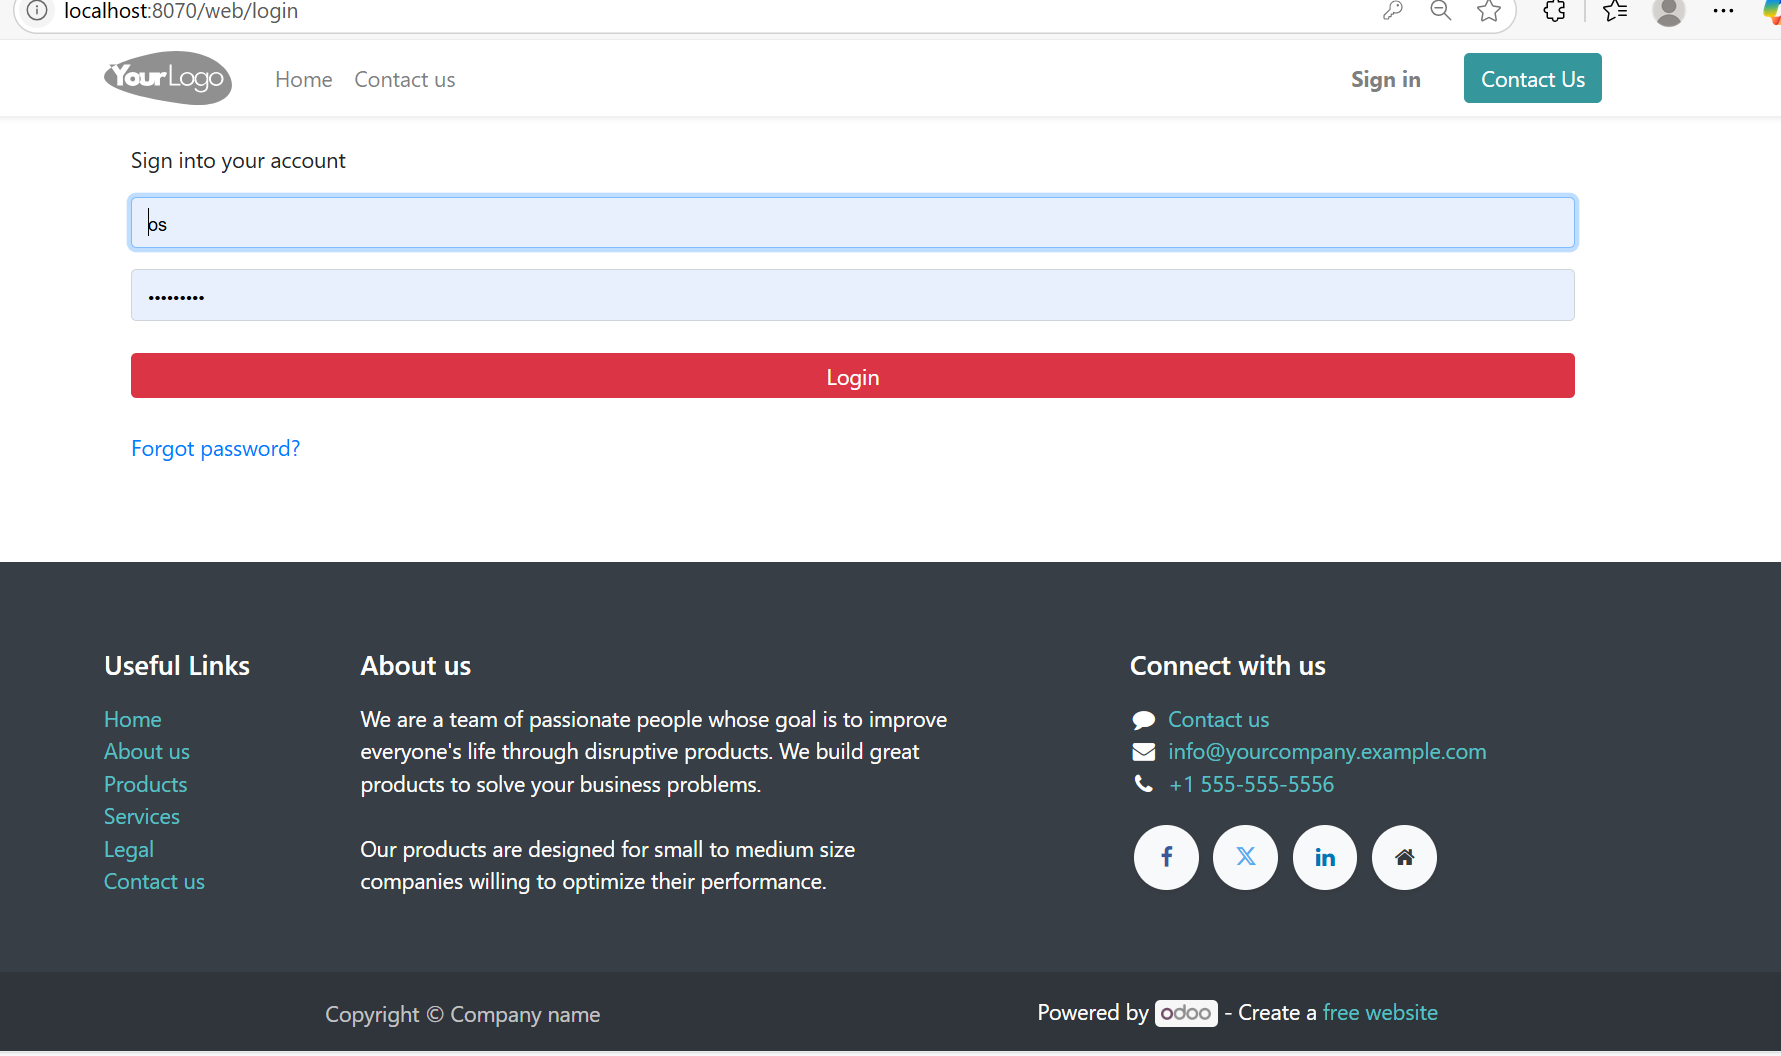 localhost:8070/web/login
YourLogo
Home
Contact us
Sign in
Contact Us
Sign into your account
os
•••••••••
Login
Forgot password?
Useful Links
Home
About us
Products
Services
Legal
Contact us
About us
We are a team of passionate people whose goal is to improve
everyone's life through disruptive products. We build great
products to solve your business problems.
Our products are designed for small to medium size
companies willing to optimize their performance.
Connect with us
Contact us
info@yourcompany.example.com
+1 555-555-5556
Copyright © Company name
Powered by odoo - Create a free website